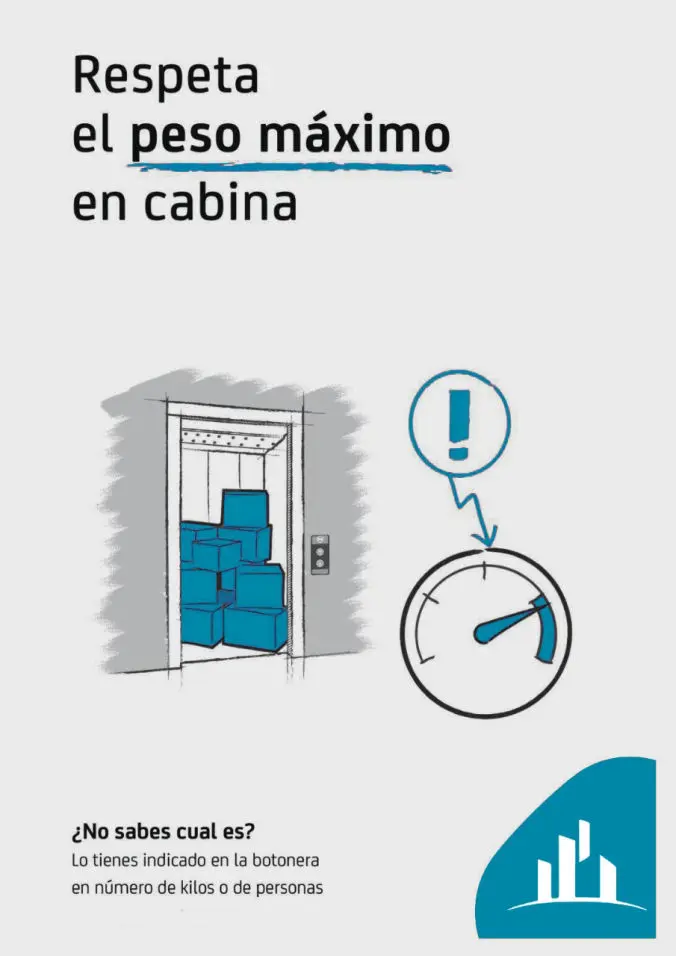 Respeta
el peso máximo
en cabina
¿No sabes cual es?
Lo tienes indicado en la botonera
en número de kilos o de personas